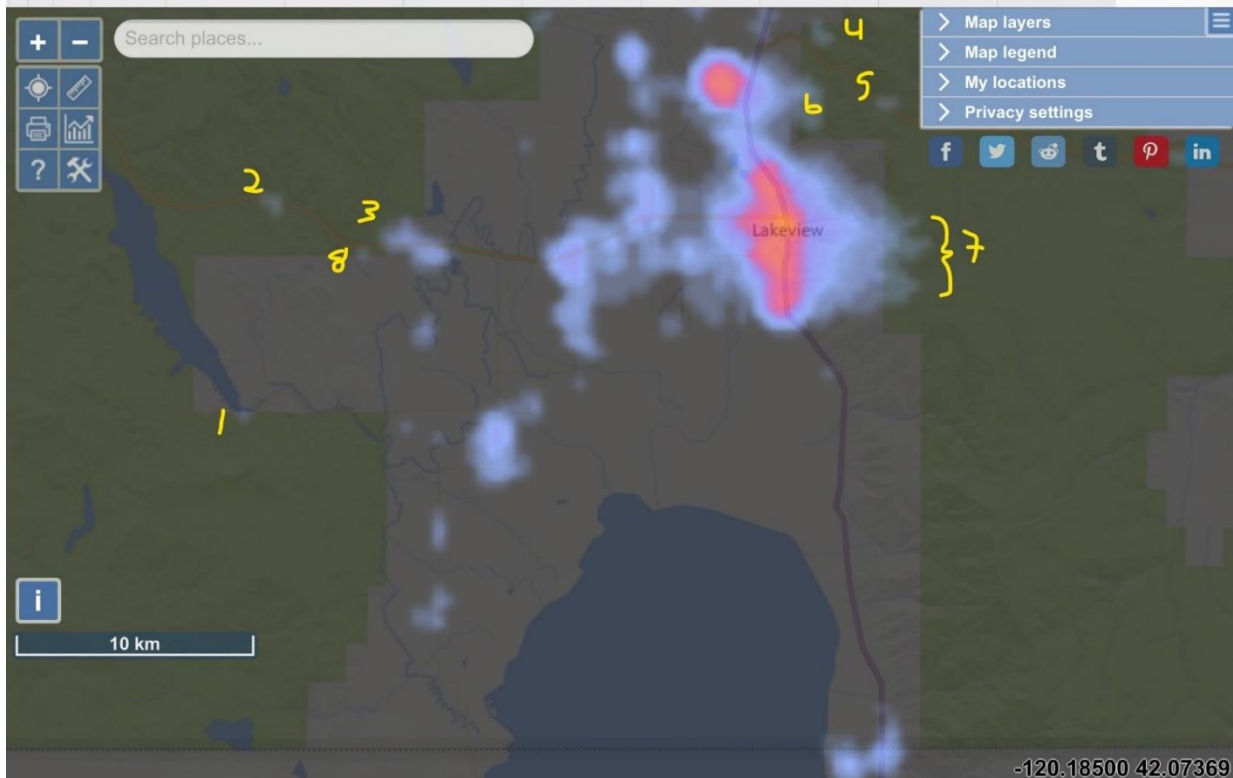 + −
Search places...
Map layers
Map legend
My locations
Privacy settings
?
f t in
4
5
6
2
3
8
Lakeview
7
1
i
10 km
-120.18500 42.07369